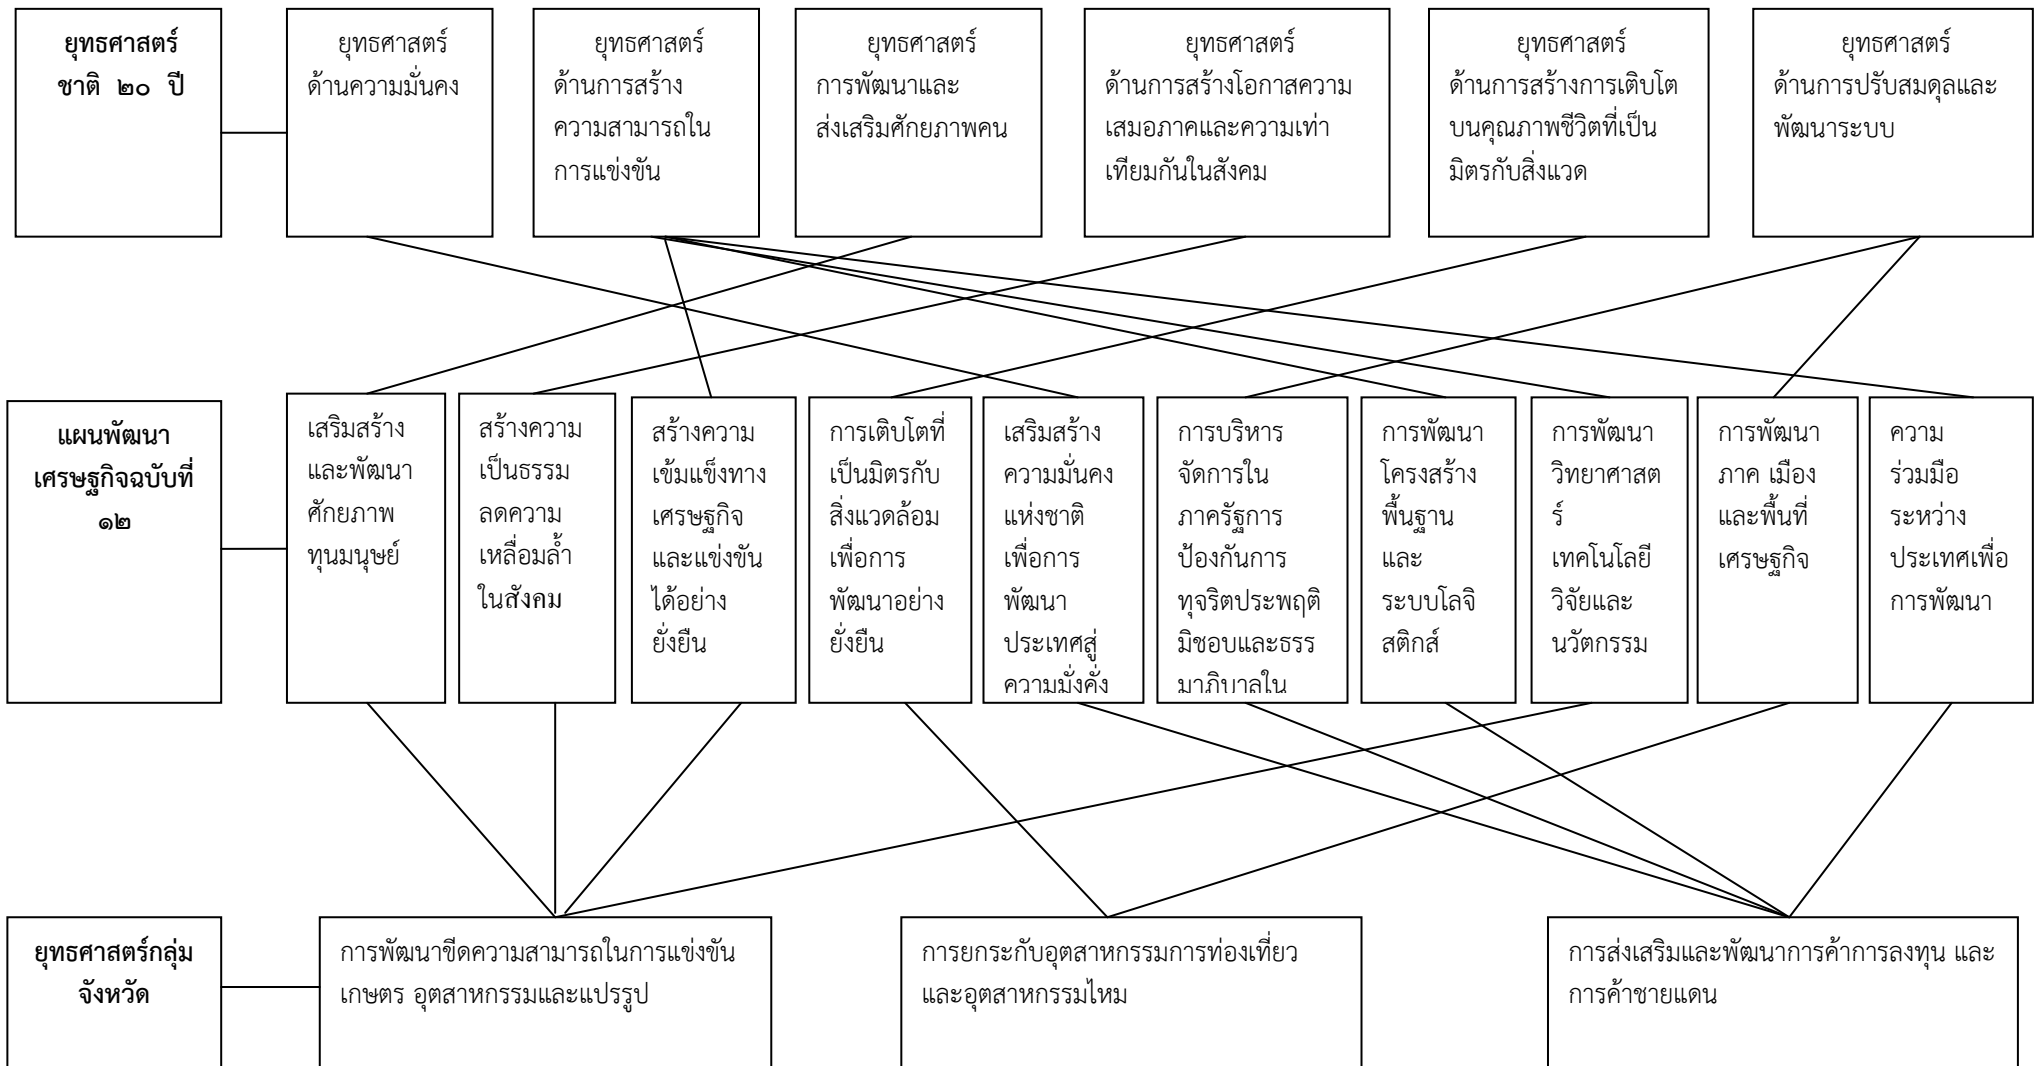 ยุทธศาสตร์
ชาติ ๒๐ ปี
ยุทธศาสตร์
ด้านความมั่นคง
ยุทธศาสตร์
ด้านการสร้าง
ความสามารถใน
การแข่งขัน
ยุทธศาสตร์
การพัฒนาและ
ส่งเสริมศักยภาพคน
ยุทธศาสตร์
ด้านการสร้างโอกาสความ
เสมอภาคและความเท่า
เทียมกันในสังคม
ยุทธศาสตร์
ด้านการสร้างการเติบโต
บนคุณภาพชีวิตที่เป็น
มิตรกับสิ่งแวด
ยุทธศาสตร์
ด้านการปรับสมดุลและ
พัฒนาระบบ
แผนพัฒนา
เศรษฐกิจฉบับที่
๑๒
เสริมสร้าง
และพัฒนา
ศักยภาพ
ทุนมนุษย์
สร้างความ
เป็นธรรม
ลดความ
เหลื่อมล้ำ
ในสังคม
สร้างความ
เข้มแข็งทาง
เศรษฐกิจ
และแข่งขัน
ได้อย่าง
ยั่งยืน
การเติบโตที่
เป็นมิตรกับ
สิ่งแวดล้อม
เพื่อการ
พัฒนาอย่าง
ยั่งยืน
เสริมสร้าง
ความมั่นคง
แห่งชาติ
เพื่อการ
พัฒนา
ประเทศสู่
ความมั่งคั่ง
การบริหาร
จัดการใน
ภาครัฐการ
ป้องกันการ
ทุจริตประพฤติ
มิชอบและธรร
มาภิบาลใน
การพัฒนา
โครงสร้าง
พื้นฐาน
และ
ระบบโลจิ
สติกส์
การพัฒนา
วิทยาศาสต
ร์
เทคโนโลยี
วิจัยและ
นวัตกรรม
การพัฒนา
ภาค เมือง
และพื้นที่
เศรษฐกิจ
ความ
ร่วมมือ
ระหว่าง
ประเทศเพื่อ
การพัฒนา
ยุทธศาสตร์กลุ่ม
จังหวัด
การพัฒนาขีดความสามารถในการแข่งขัน
เกษตร อุตสาหกรรมและแปรรูป
การยกระกับอุตสาหกรรมการท่องเที่ยว
และอุตสาหกรรมไหม
การส่งเสริมและพัฒนาการค้าการลงทุน และ
การค้าชายแดน